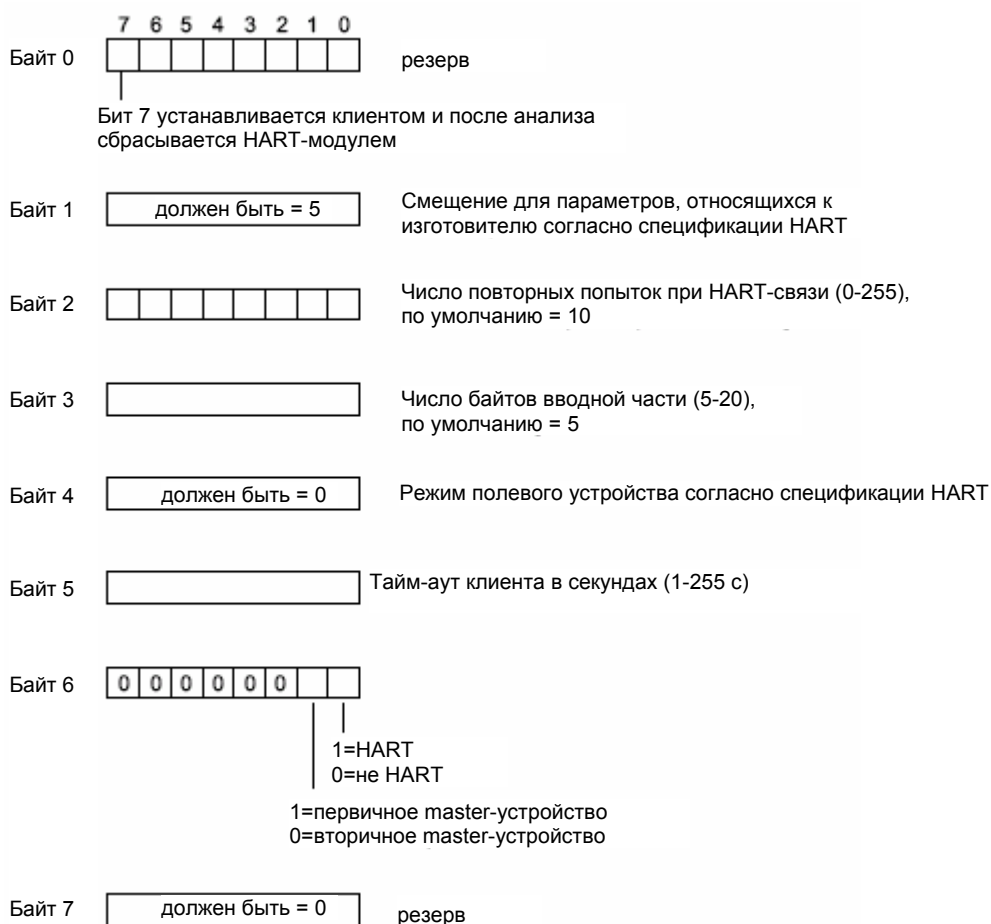 7 6 5 4 3 2 1 0
Байт 0 резерв
Бит 7 устанавливается клиентом и после анализа
сбрасывается HART-модулем
Байт 1 должен быть = 5 Смещение для параметров, относящихся к
изготовителю согласно спецификации HART
Байт 2 Число повторных попыток при HART-связи (0-255),
по умолчанию = 10
Байт 3 Число байтов вводной части (5-20),
по умолчанию = 5
Байт 4 должен быть = 0 Режим полевого устройства согласно спецификации HART
Байт 5 Тайм-аут клиента в секундах (1-255 с)
Байт 6 0 0 0 0 0 0
1=HART
0=не HART
1=первичное master-устройство
0=вторичное master-устройство
Байт 7 должен быть = 0 резерв